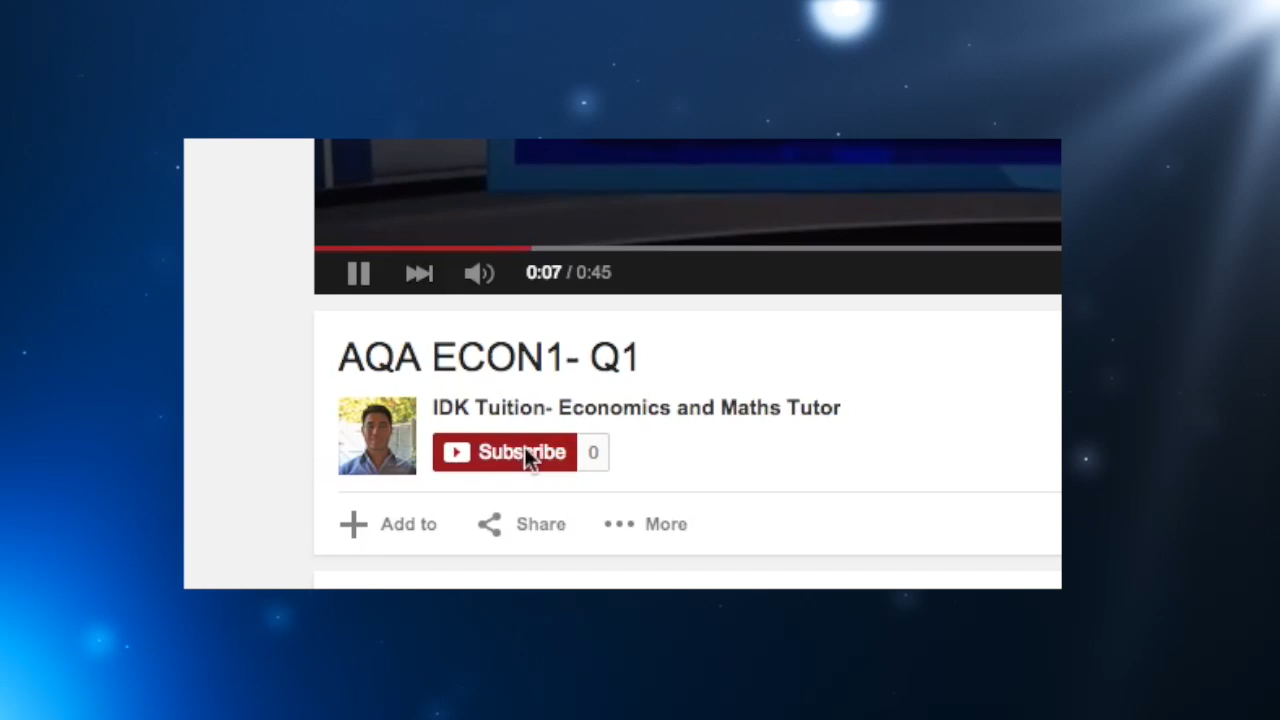 0:07 / 0:45
AQA ECON1- Q1
IDK Tuition- Economics and Maths Tutor
Subscribe 0
Add to Share More